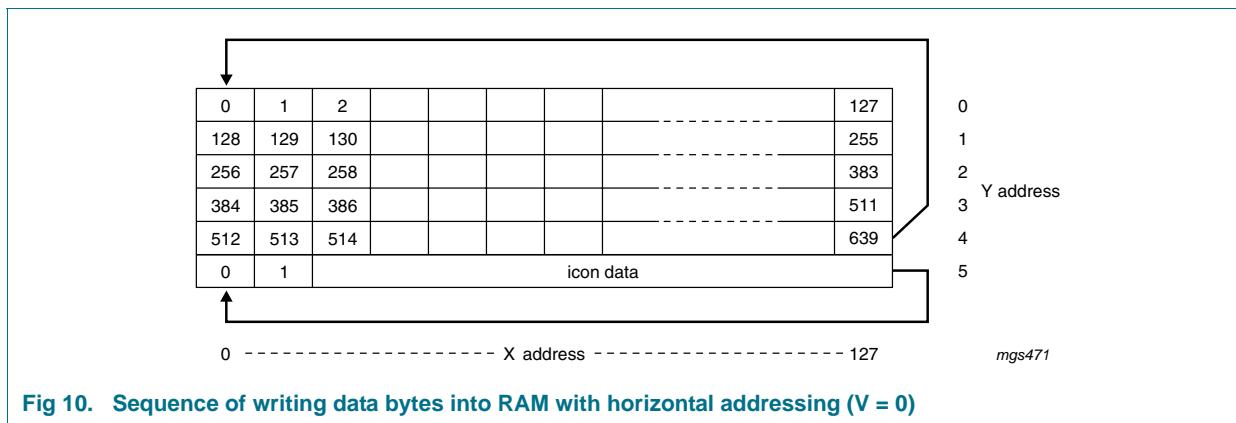 0 1 2 127 0
128 129 130 255 1
256 257 258 383 2
Y address
384 385 386 511 3
512 513 514 639 4
0 1 icon data 5
0 X address 127 mgs471
Fig 10. Sequence of writing data bytes into RAM with horizontal addressing (V = 0)